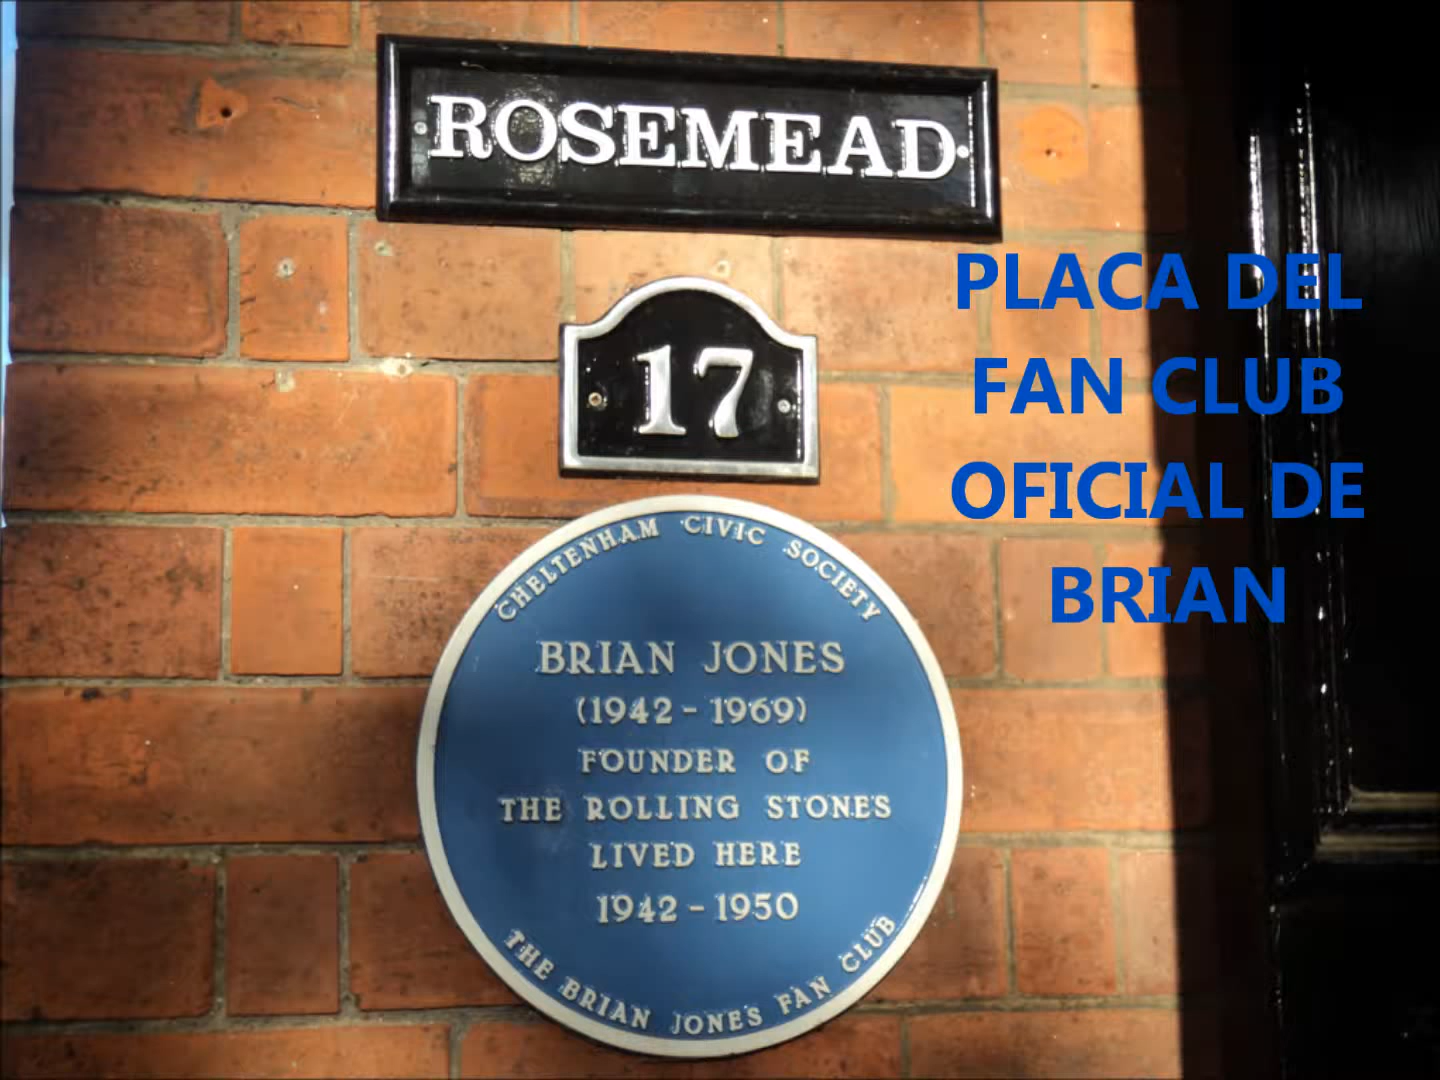 ROSEMEAD
17
CHELTENHAM CIVIC SOCIETY
BRIAN JONES
(1942 - 1969)
FOUNDER OF
THE ROLLING STONES
LIVED HERE
1942 - 1950
THE BRIAN JONES FAN CLUB
PLACA DEL
FAN CLUB
OFICIAL DE
BRIAN